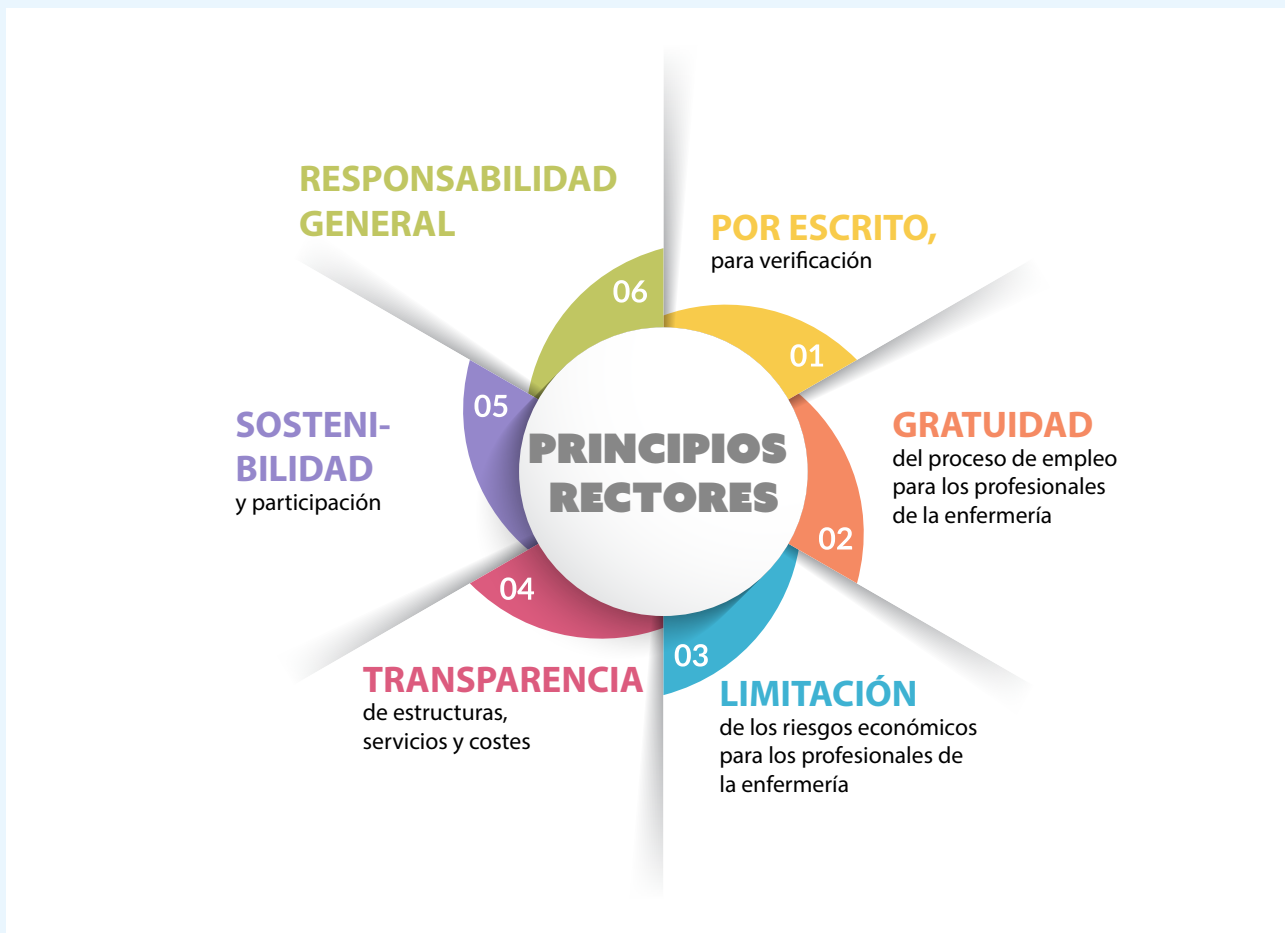 PRINCIPIOS
RECTORES
01
POR ESCRITO,
para verificación
02
GRATUIDAD
del proceso de empleo
para los profesionales
de la enfermería
03
LIMITACIÓN
de los riesgos económicos
para los profesionales de
la enfermería
04
TRANSPARENCIA
de estructuras,
servicios y costes
05
SOSTENI-
BILIDAD
y participación
06
RESPONSABILIDAD
GENERAL